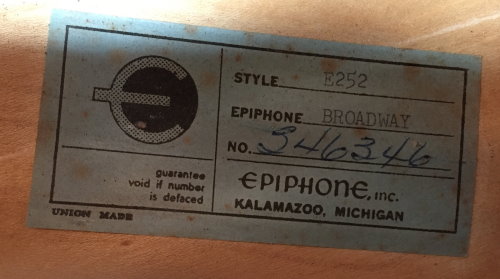 STYLE E252
EPIPHONE BROADWAY
NO. 346346
guarantee
void if number
is defaced
EPIPHONE, INC.
KALAMAZOO, MICHIGAN
UNION MADE